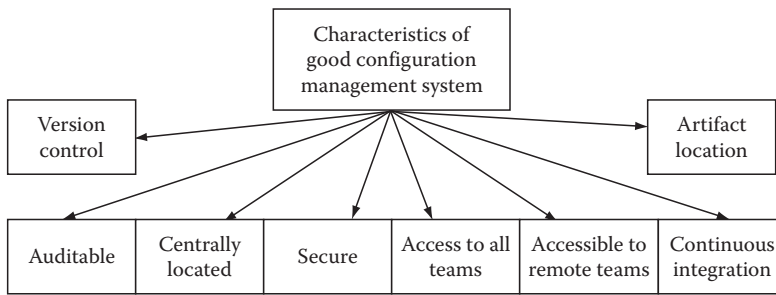 Characteristics of
good configuration
management system
Version
control
Artifact
location
Auditable
Centrally
located
Secure
Access to all
teams
Accessible to
remote teams
Continuous
integration